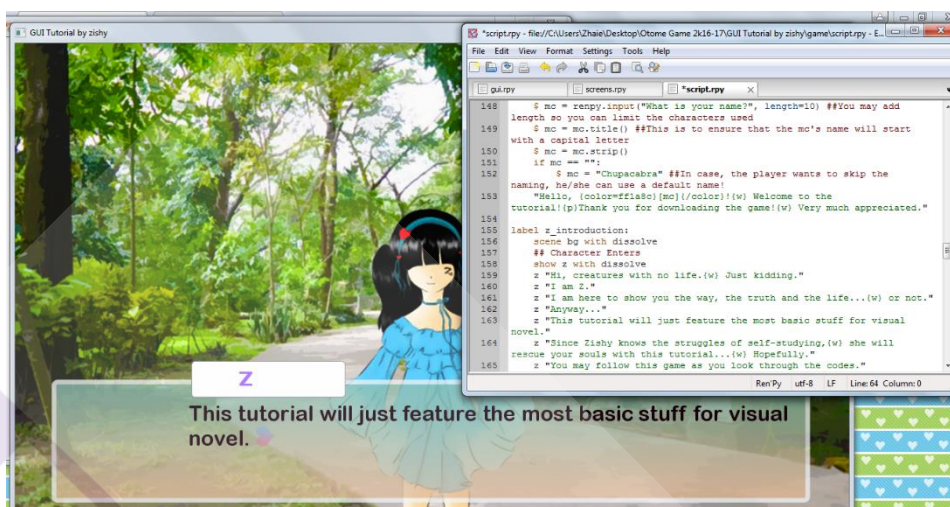 GUI Tutorial by zishy
*script.rpy - file://C:\Users\Zhaie\Desktop\Otome Game 2k16-17\GUI Tutorial by zishy\game\script.rpy - E...
File Edit View Format Settings Tools Help
gui.rpy screens.rpy *script.rpy
148 $ mc = renpy.input("What is your name?", length=10) ##You may add
length so you can limit the characters used
149 $ mc = mc.title() ##This is to ensure that the mc's name will start
with a capital letter
150 $ mc = mc.strip()
151 if mc == "":
152 $ mc = "Chupacabra" ##In case, the player wants to skip the
naming, he/she can use a default name!
153 "Hello, {color=ff1a8c}[mc]{/color}!{w} Welcome to the
tutorial!{p}Thank you for downloading the game!{w} Very much appreciated."
154
155 label z_introduction:
156 scene bg with dissolve
157 ## Character Enters
158 show z with dissolve
159 z "Hi, creatures with no life.{w} Just kidding."
160 z "I am Z."
161 z "I am here to show you the way, the truth and the life...{w} or not."
162 z "Anyway..."
163 z "This tutorial will just feature the most basic stuff for visual
novel."
164 z "Since Zishy knows the struggles of self-studying,{w} she will
rescue your souls with this tutorial...{w} Hopefully."
165 z "You may follow this game as you look through the codes."
Ren'Py utf-8 LF Line: 64 Column: 0
Z
This tutorial will just feature the most basic stuff for visual
novel.